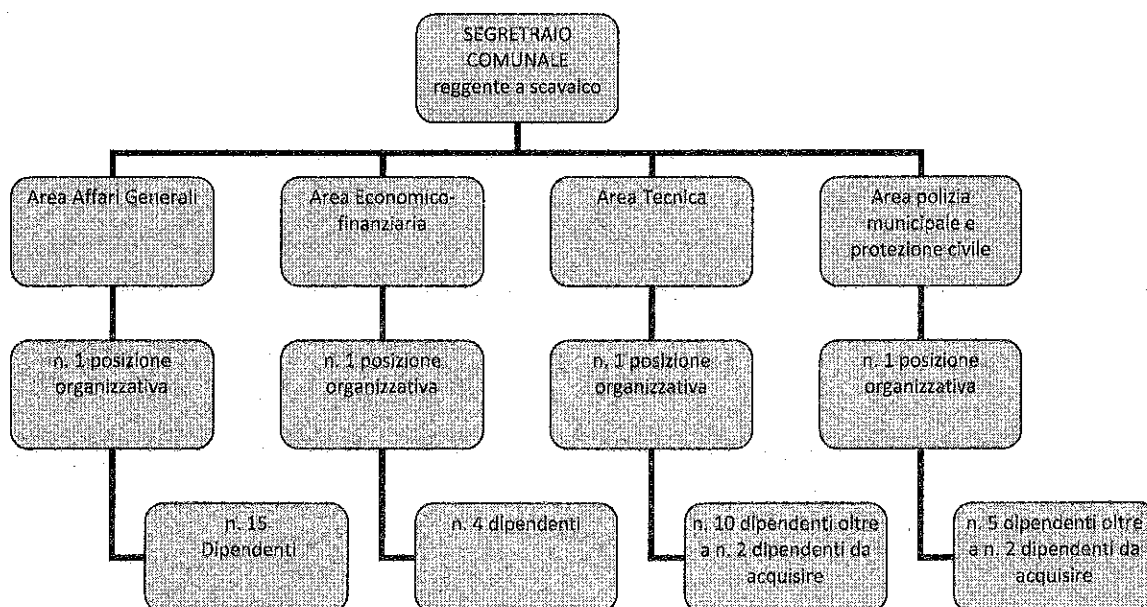 SEGRETRAIO
COMUNALE
reggente a scavalco
Area Affari Generali
Area Economico-
finanziaria
Area Tecnica
Area polizia
municipale e
protezione civile
n. 1 posizione
organizzativa
n. 1 posizione
organizzativa
n. 1 posizione
organizzativa
n. 1 posizione
organizzativa
n. 15
Dipendenti
n. 4 dipendenti
n. 10 dipendenti oltre
a n. 2 dipendenti da
acquisire
n. 5 dipendenti oltre
a n. 2 dipendenti da
acquisire